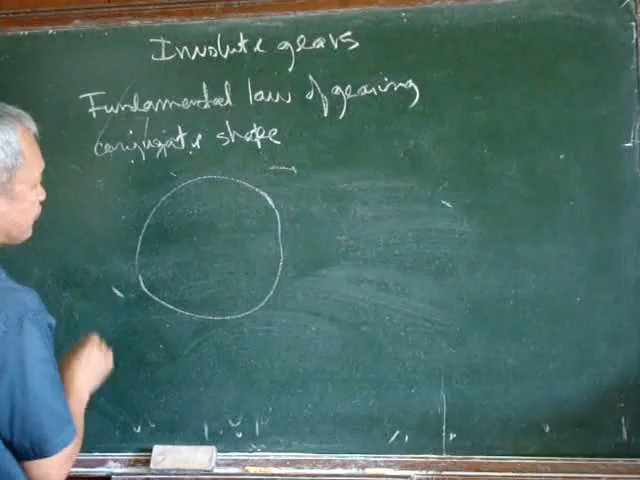 Involute gears
Fundamental law of gearing
Conjugate shape